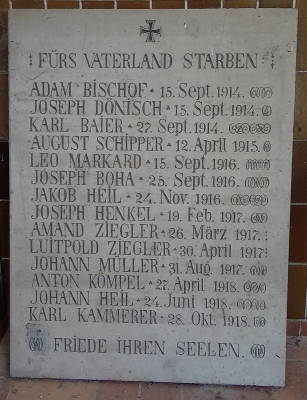 FÜRS VATERLAND STARBEN:
ADAM BISCHOF * 15. Sept. 1914.
JOSEPH DÖNISCH * 15. Sept. 1914.
KARL BAIER * 27. Sept. 1914.
AUGUST SCHIPPER * 12. April 1915.
LEO MARKARD * 15. Sept. 1916.
JOSEPH BOHA * 25. Sept. 1916.
JAKOB HEIL * 24. Nov. 1916.
JOSEPH HENKEL * 19. Feb. 1917.
AMAND ZIEGLER * 26. März 1917.
LUITPOLD ZIEGLER * 30. April 1917
JOHANN MÜLLER * 31. Aug. 1917.
ANTON KÖMPEL * 27. April 1918.
JOHANN HEIL * 24. Juni 1918.
KARL KAMMERER * 28. Okt. 1918.
FRIEDE IHREN SEELEN.